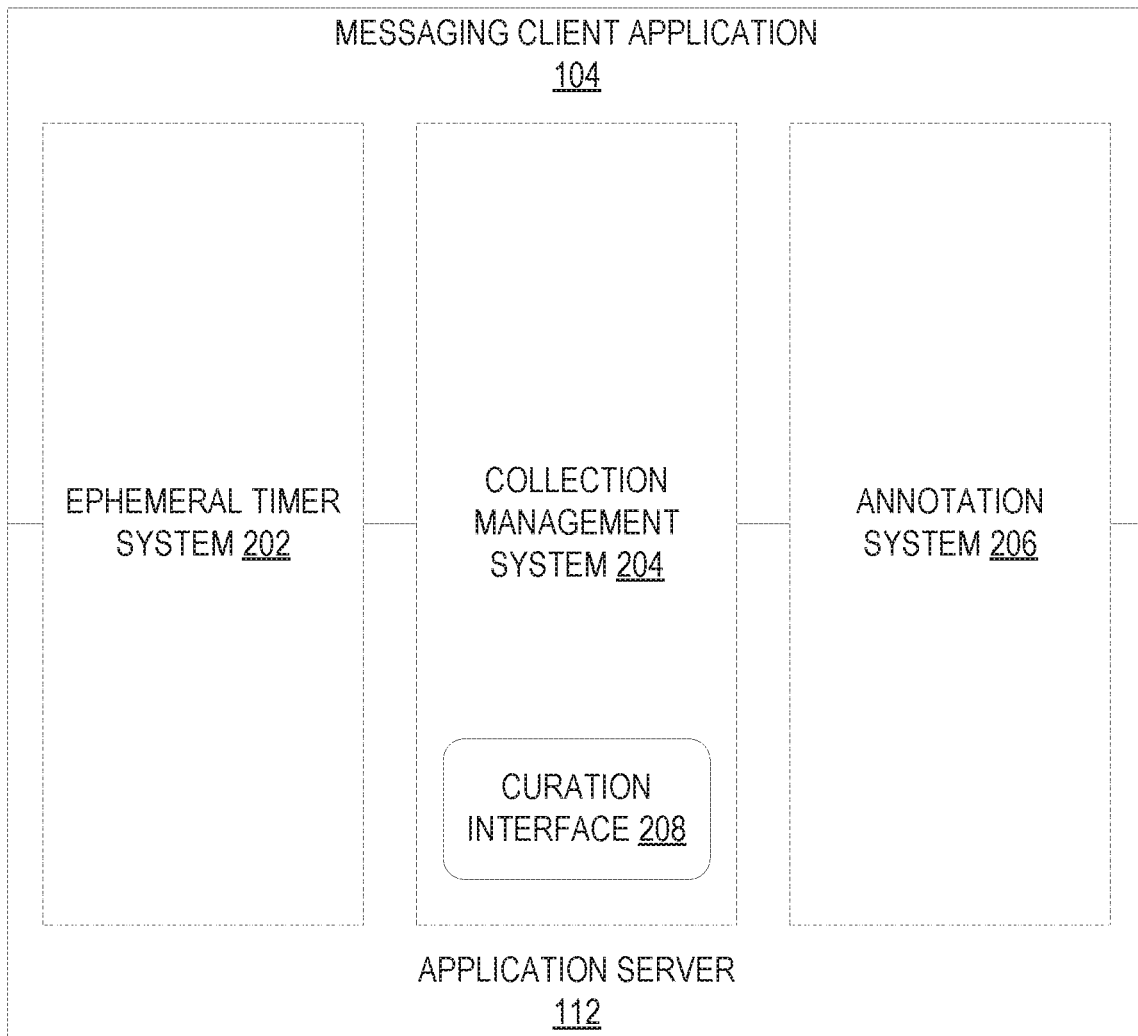 MESSAGING CLIENT APPLICATION
104
EPHEMERAL TIMER
SYSTEM 202
COLLECTION
MANAGEMENT
SYSTEM 204
ANNOTATION
SYSTEM 206
CURATION
INTERFACE 208
APPLICATION SERVER
112